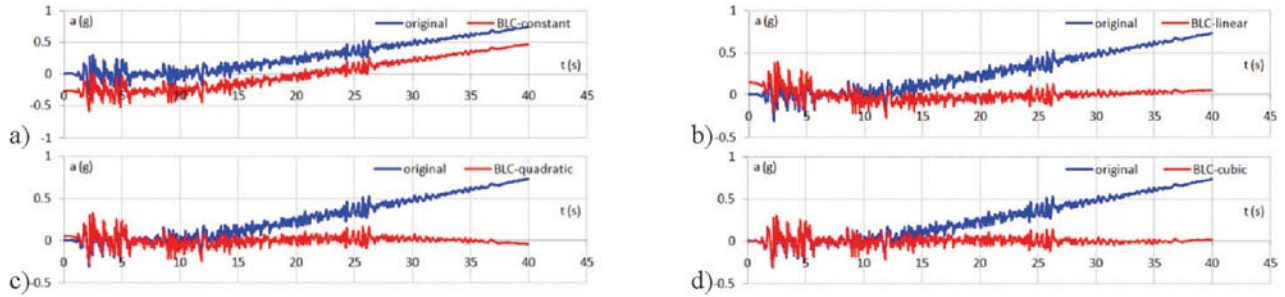 a (g) original BLC-constant
1
0.5
t (s)
0
0 5 10 15 20 25 30 35 40 45
-0.5
-1
a)
a (g) original BLC-linear
1
0.5
t (s)
0
0 5 10 15 20 25 30 35 40 45
-0.5
b)
a (g) original BLC-quadratic
1
0.5
t (s)
0
0 5 10 15 20 25 30 35 40 45
-0.5
c)
a (g) original BLC-cubic
1
0.5
t (s)
0
0 5 10 15 20 25 30 35 40 45
-0.5
d)